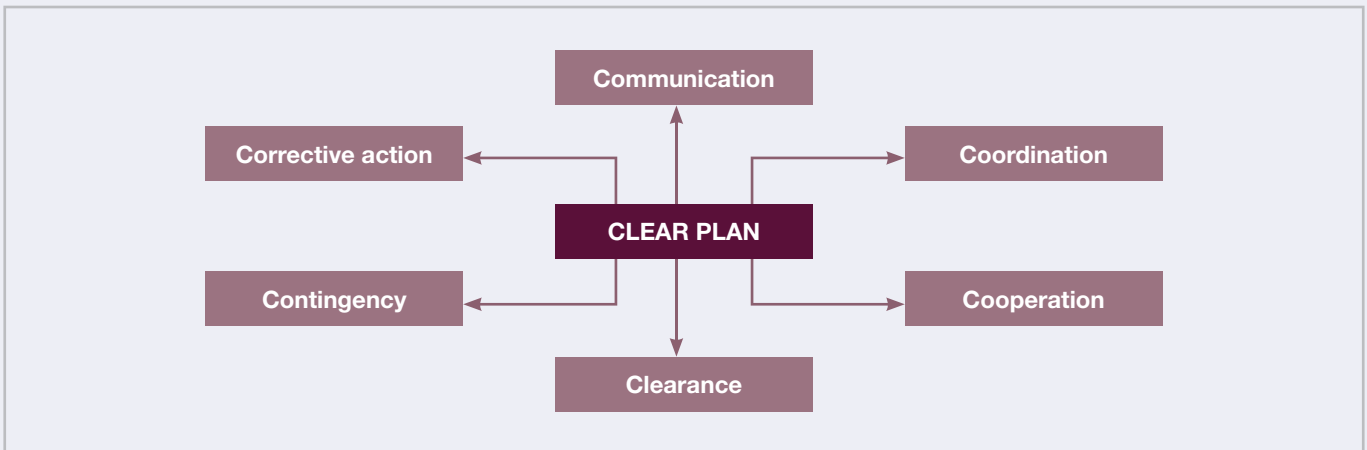 Communication
Corrective action
Coordination
CLEAR PLAN
Contingency
Cooperation
Clearance